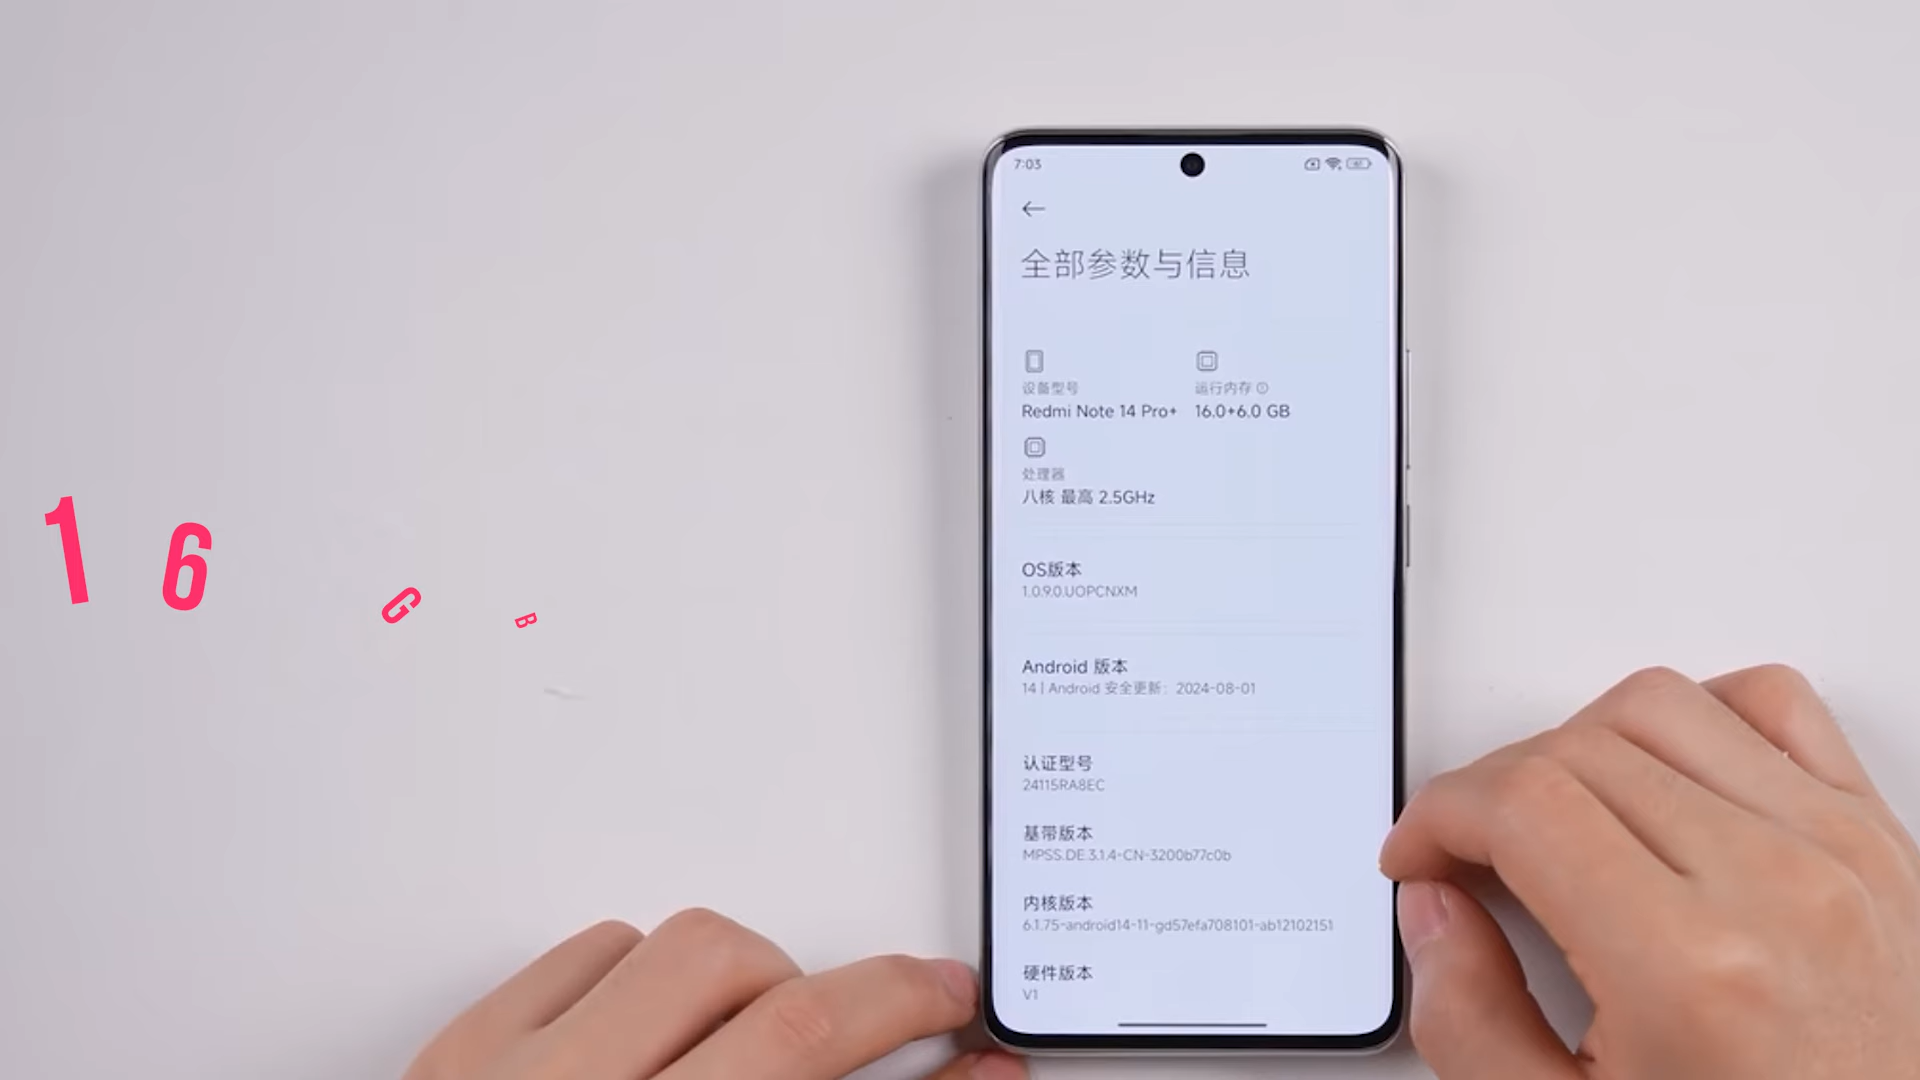 16 GB
7:03
全部参数与信息
设备型号
Redmi Note 14 Pro+
运行内存
16.0+6.0 GB
处理器
八核 最高 2.5GHz
OS版本
1.0.9.0.UOPCNXM
Android 版本
14 | Android 安全更新：2024-08-01
认证型号
24115RA8EC
基带版本
MPSS.DE.3.1.4-CN-3200b77c0b
内核版本
6.1.75-android14-11-gd57efa708101-ab12102151
硬件版本
V1